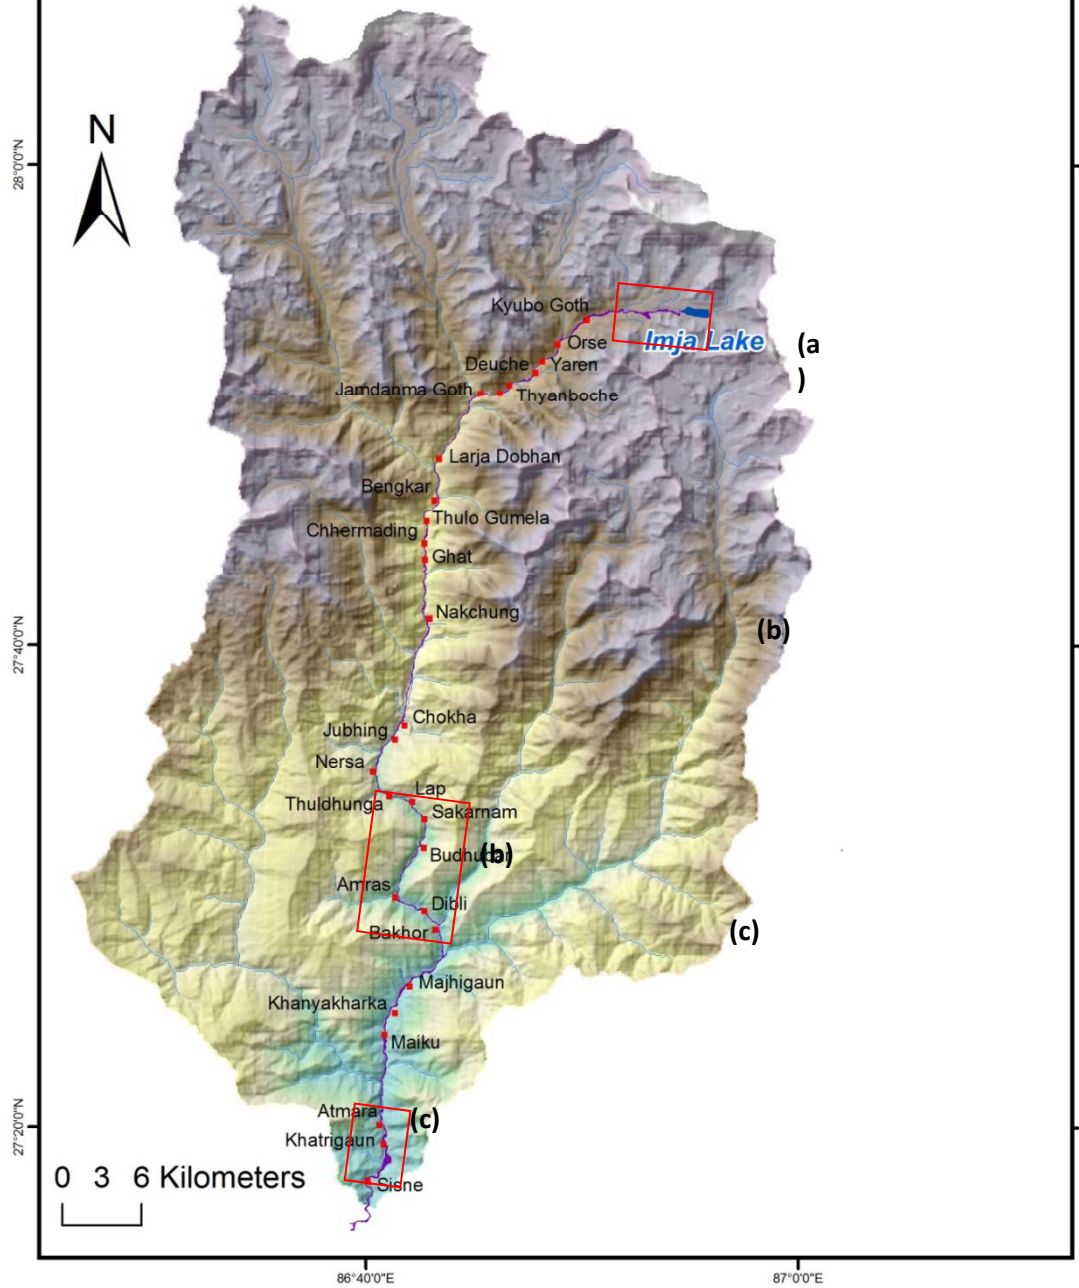 N
28°0'0"N
Kyubo Goth
Imja Lake
(a
)
Orse
Deuche
Yaren
Jamdanma Goth
Thyanboche
Larja Dobhan
Bengkar
Thulo Gumela
Chhermading
Ghat
Nakchung
(b)
27°40'0"N
Chokha
Jubhing
Nersa
Lap
Thuldhunga
Sakarnam
(b)
Amras
Dibli
Bakhor
(c)
Majhigaun
Khanyakharka
Maiku
Atmara
(c)
27°20'0"N
Khatrigaun
Sisne
0 3 6 Kilometers
86°40'0"E
87°0'0"E